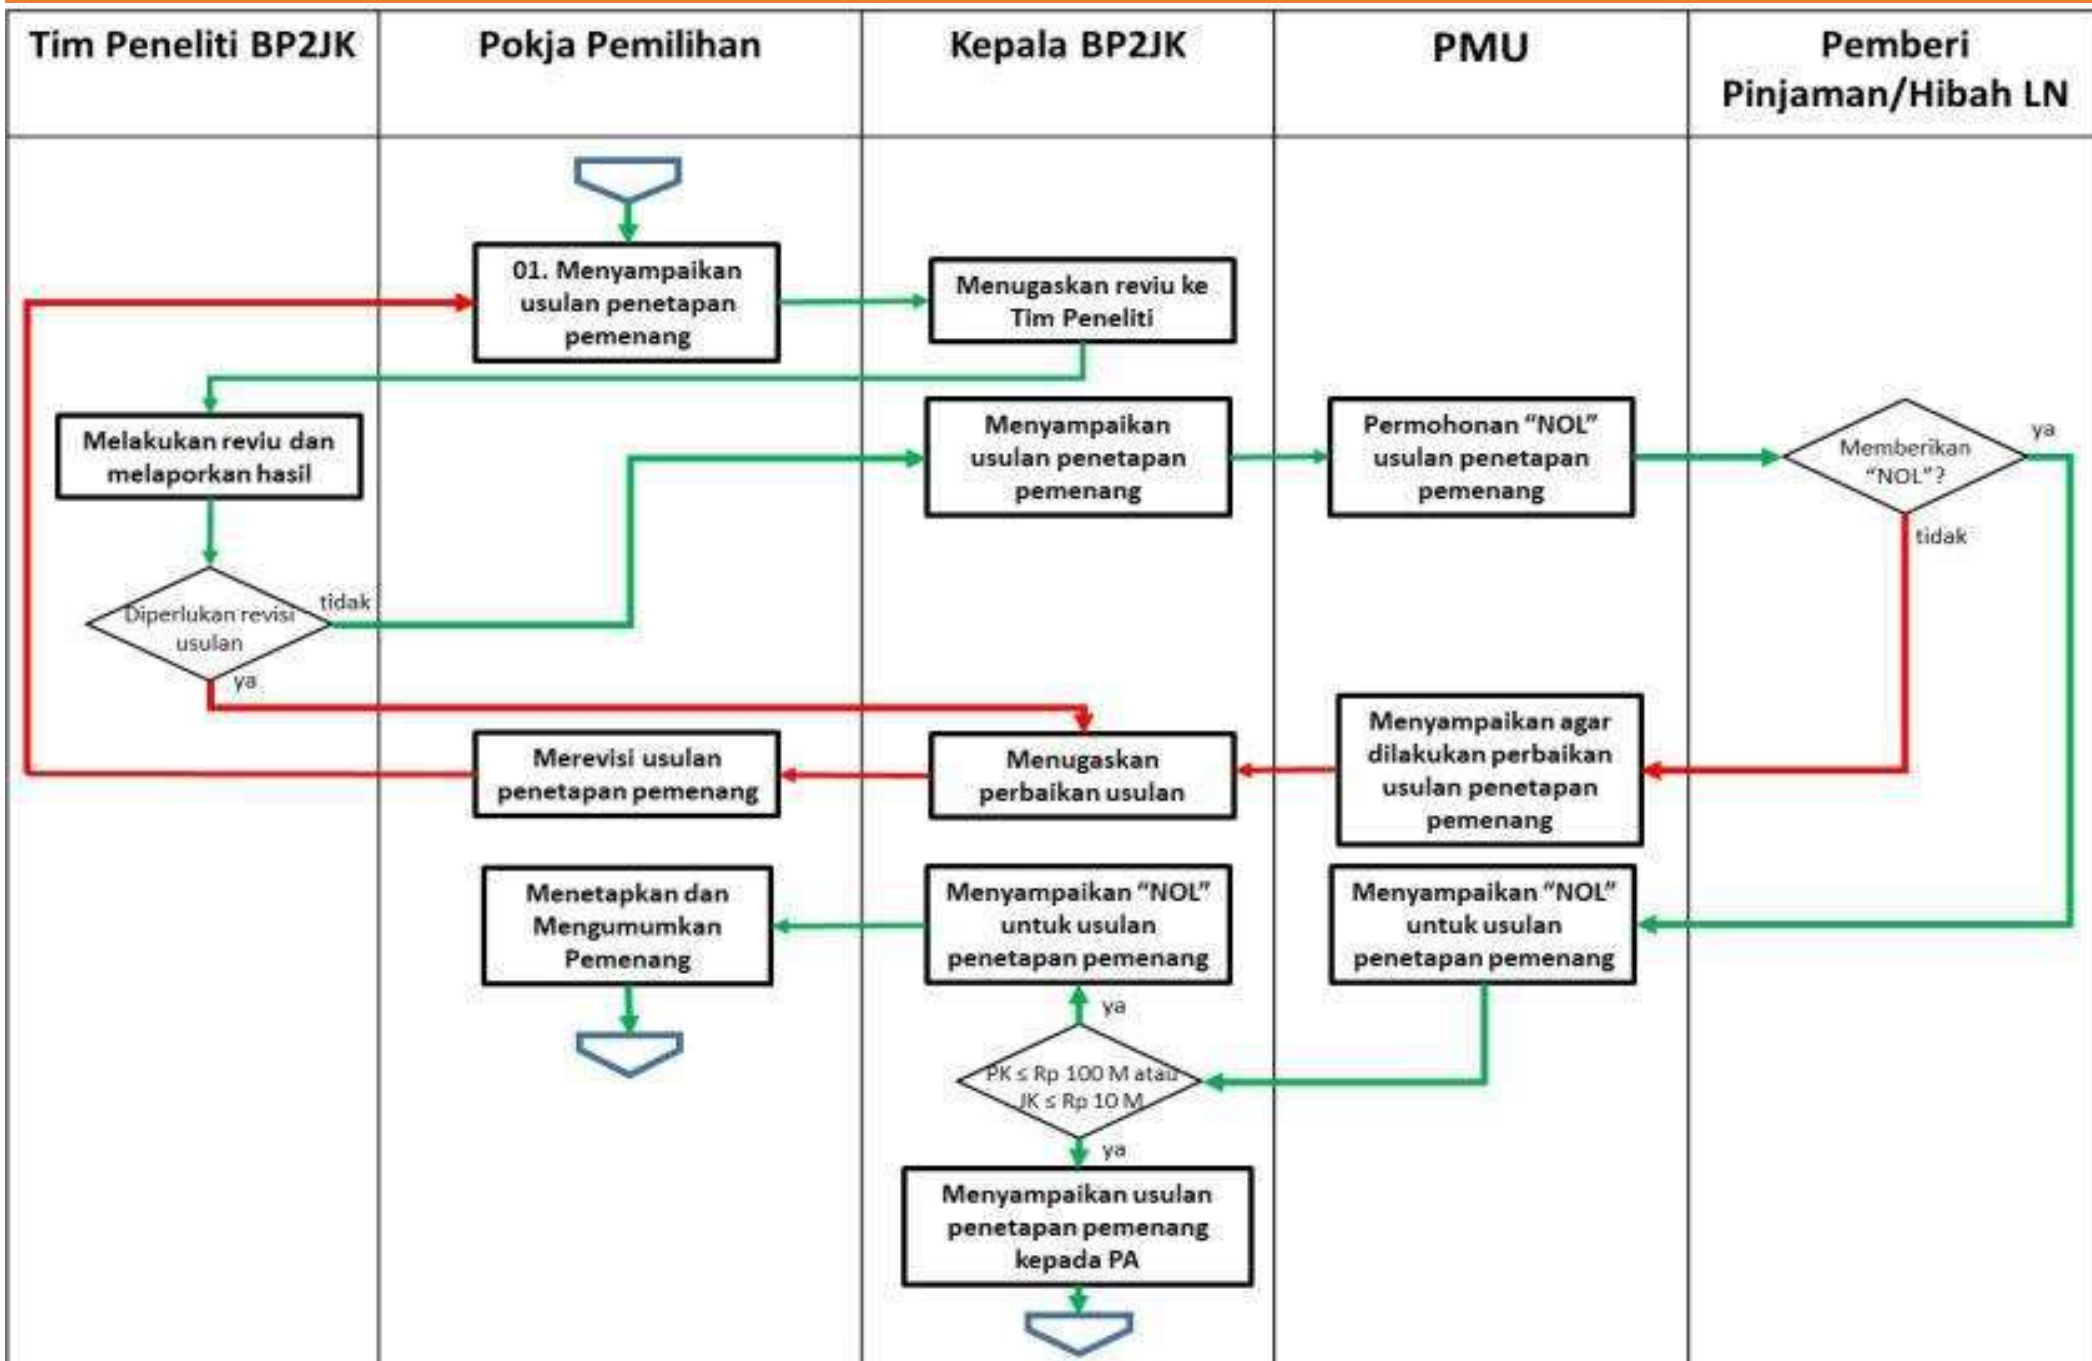 Tim Peneliti BP2JK
Pokja Pemilihan
Kepala BP2JK
PMU
Pemberi
Pinjaman/Hibah LN
01. Menyampaikan
usulan penetapan
pemenang
Menugaskan reviu ke
Tim Peneliti
Melakukan reviu dan
melaporkan hasil
Menyampaikan
usulan penetapan
pemenang
Permohonan “NOL”
usulan penetapan
pemenang
Memberikan
“NOL”?
ya
tidak
Diperlukan revisi
usulan
tidak
ya
Merevisi usulan
penetapan pemenang
Menugaskan
perbaikan usulan
Menyampaikan agar
dilakukan perbaikan
usulan penetapan
pemenang
Menetapkan dan
Mengumumkan
Pemenang
Menyampaikan “NOL”
untuk usulan
penetapan pemenang
Menyampaikan “NOL”
untuk usulan
penetapan pemenang
ya
PK ≤ Rp 100 M atau
JK ≤ Rp 10 M
ya
Menyampaikan usulan
penetapan pemenang
kepada PA